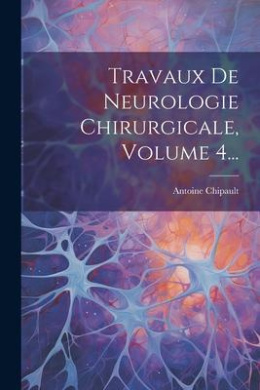 Travaux De
Neurologie
Chirurgicale,
Volume 4...
Antoine Chipault